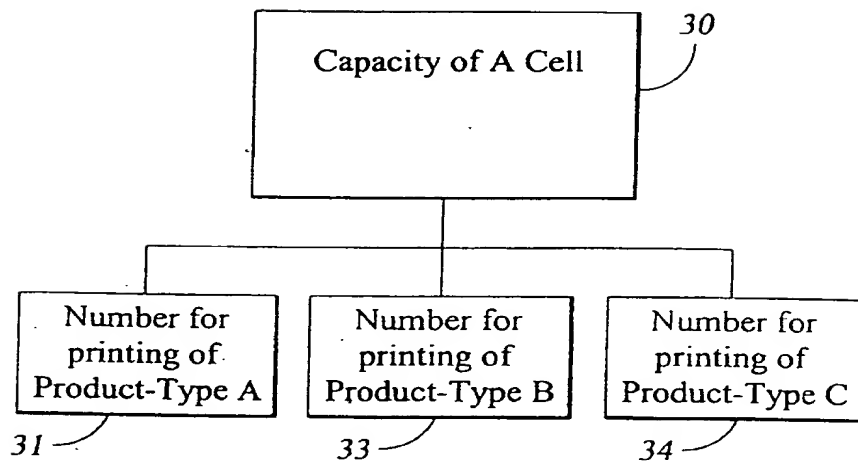 30
Capacity of A Cell
Number for
printing of
Product-Type A
Number for
printing of
Product-Type B
Number for
printing of
Product-Type C
31
33
34